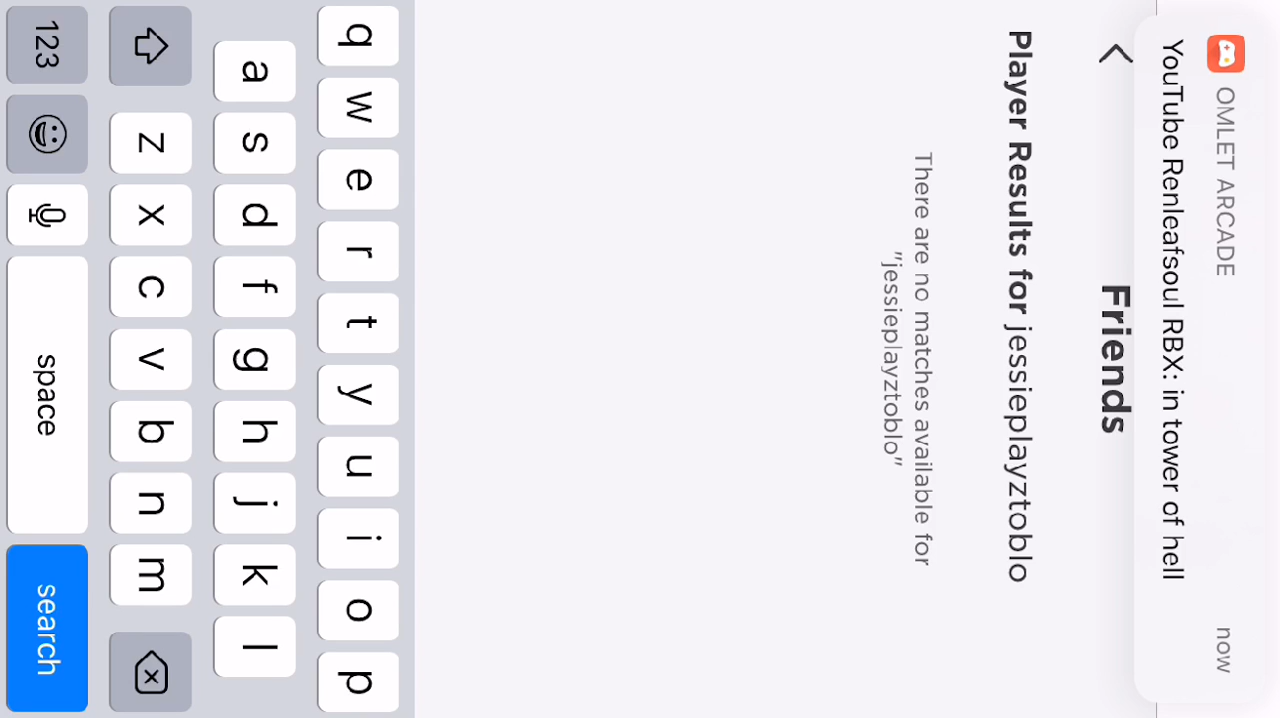 OMLET ARCADE now
YouTube Renleafsoul RBX: in tower of hell
Friends
Player Results for jessieplayztoblo
There are no matches available for
"jessieplayztoblo"
q w e r t y u i o p
a s d f g h j k l
z x c v b n m
123 space search